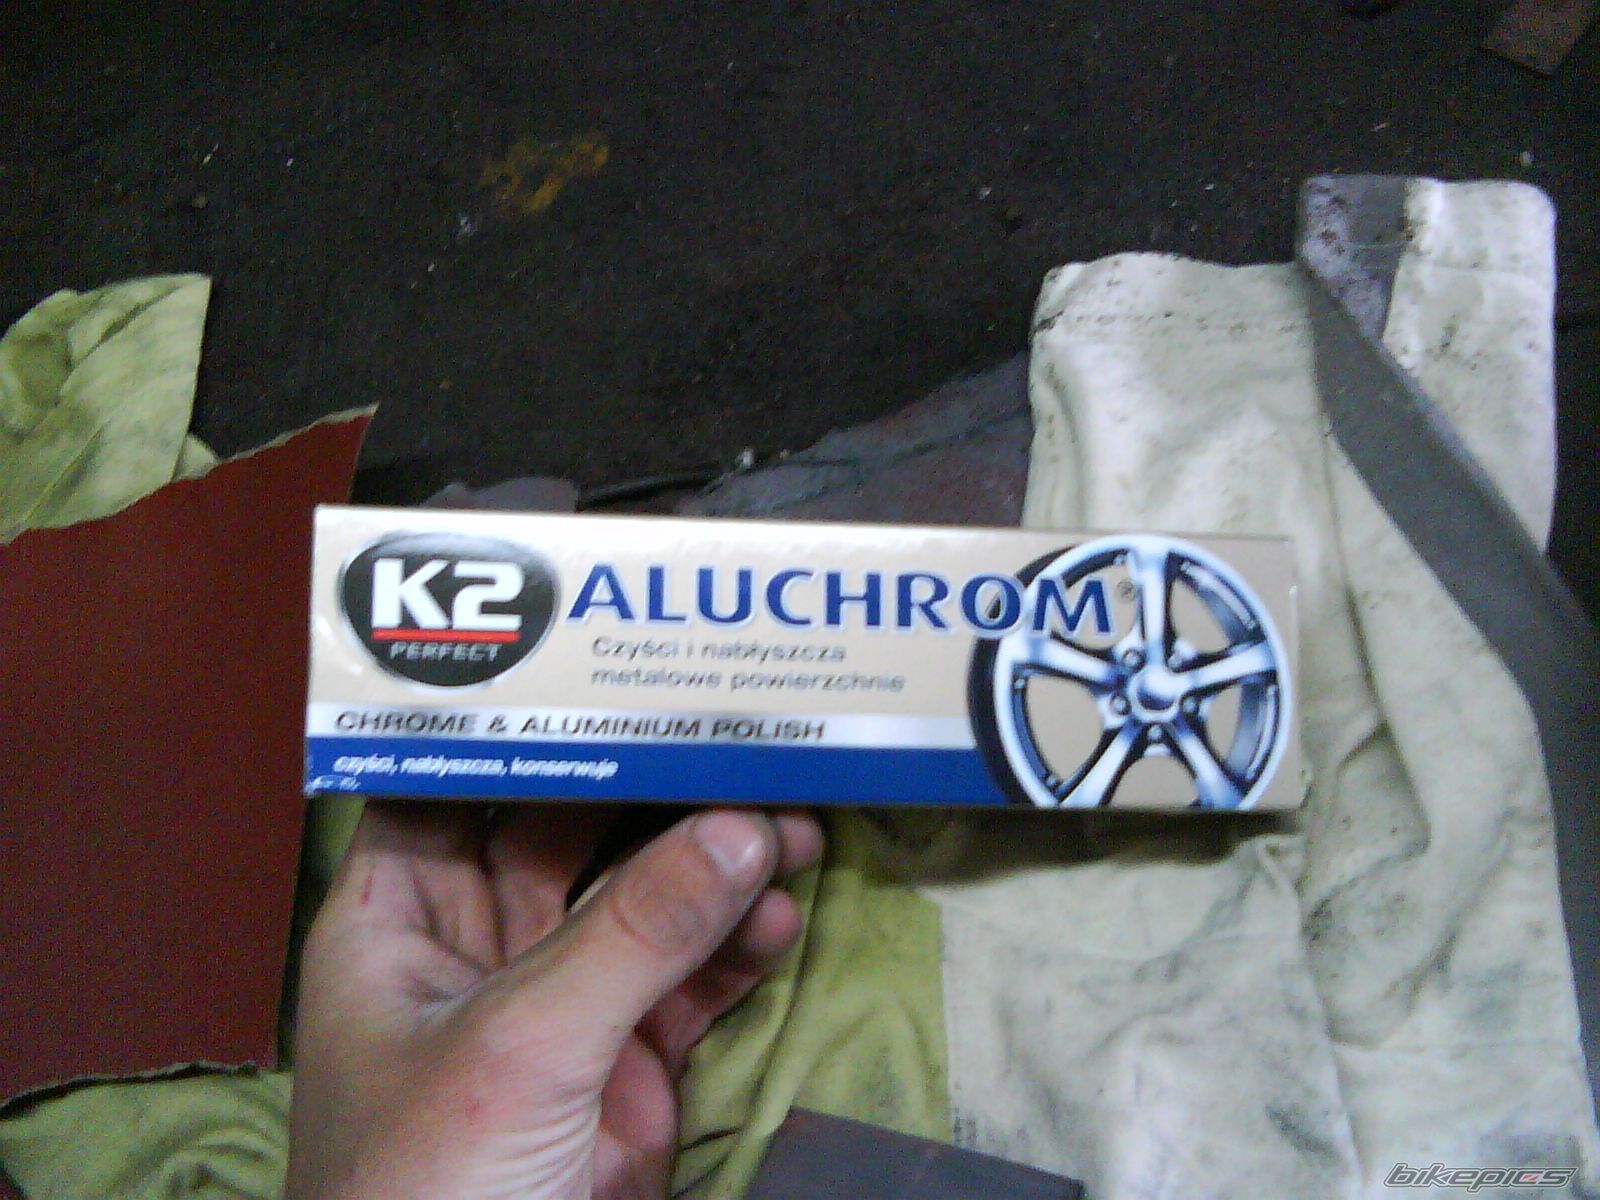 K2
PERFECT
ALUCHROM®
Czyści i nabłyszcza
metalowe powierzchnie
CHROME & ALUMINIUM POLISH
czyści, nabłyszcza, konserwuje
bikepics